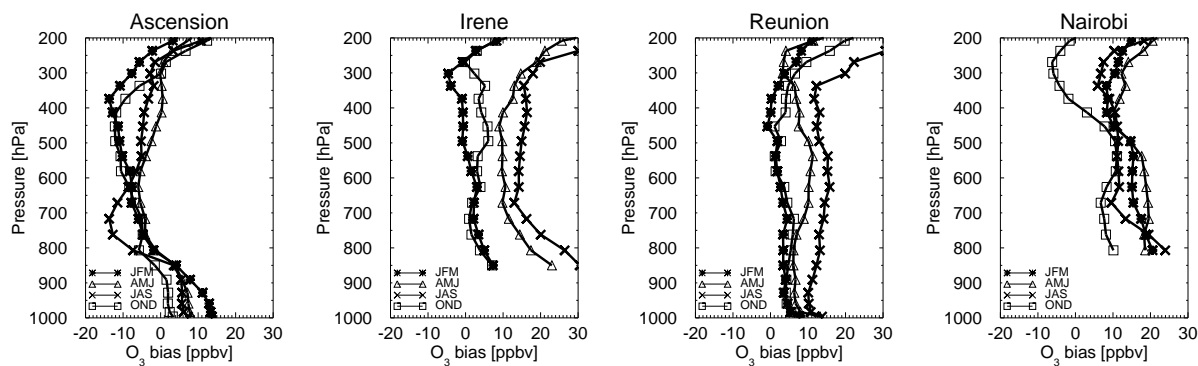 Ascension
200
300
400
500
600
700
800
900
1000
Pressure [hPa]
JFM
AMJ
JAS
OND
-20 -10 0 10 20 30
O3 bias [ppbv]
Irene
200
300
400
500
600
700
800
900
1000
Pressure [hPa]
JFM
AMJ
JAS
OND
-20 -10 0 10 20 30
O3 bias [ppbv]
Reunion
200
300
400
500
600
700
800
900
1000
Pressure [hPa]
JFM
AMJ
JAS
OND
-20 -10 0 10 20 30
O3 bias [ppbv]
Nairobi
200
300
400
500
600
700
800
900
1000
Pressure [hPa]
JFM
AMJ
JAS
OND
-20 -10 0 10 20 30
O3 bias [ppbv]